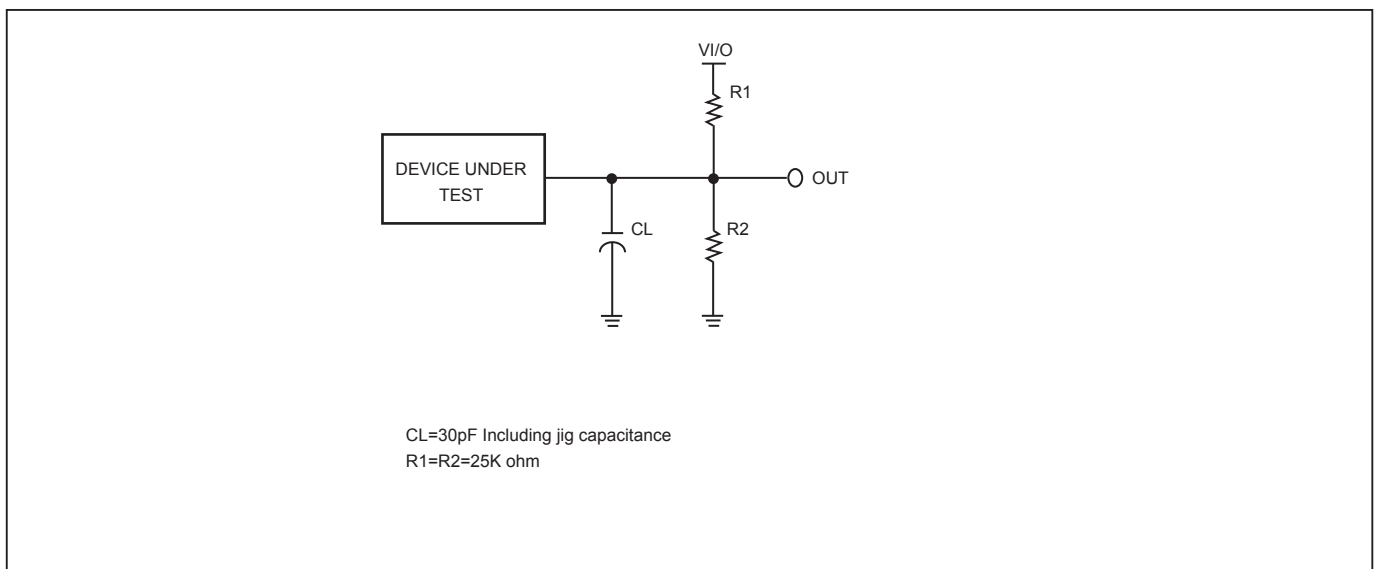 VI/O
R1
DEVICE UNDER
TEST
OUT
CL
R2
CL=30pF Including jig capacitance
R1=R2=25K ohm